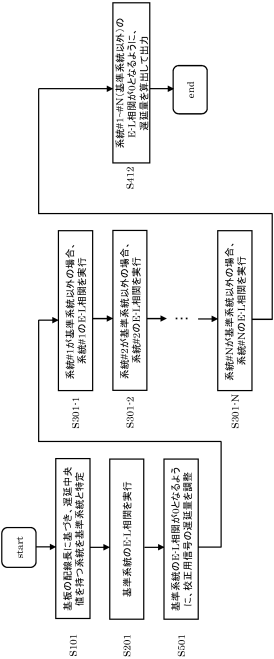 start
S101
基板の配線長に基づき、遅延中央
値を持つ系統を基準系統と特定
S201
基準系統のE-L相関を実行
S501
基準系統のE-L相関が0となるよう
に、校正用信号の遅延量を調整
S301-1
系統#1が基準系統以外の場合、
系統#1のE-L相関を実行
S301-2
系統#2が基準系統以外の場合、
系統#2のE-L相関を実行
…
S301-N
系統#Nが基準系統以外の場合、
系統#NのE-L相関を実行
S412
系統#1~#N(基準系統以外)の
E-L相関が0となるように、
遅延量を算出して出力
end